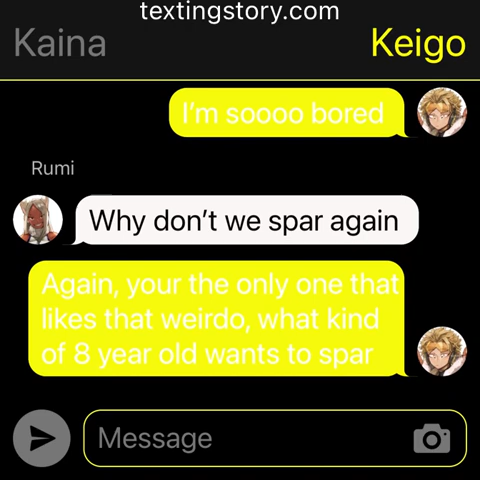 textingstory.com
Kaina
Keigo
I'm soooo bored
Rumi
Why don't we spar again
Again, your the only one that
likes that weirdo, what kind
of 8 year old wants to spar
Message